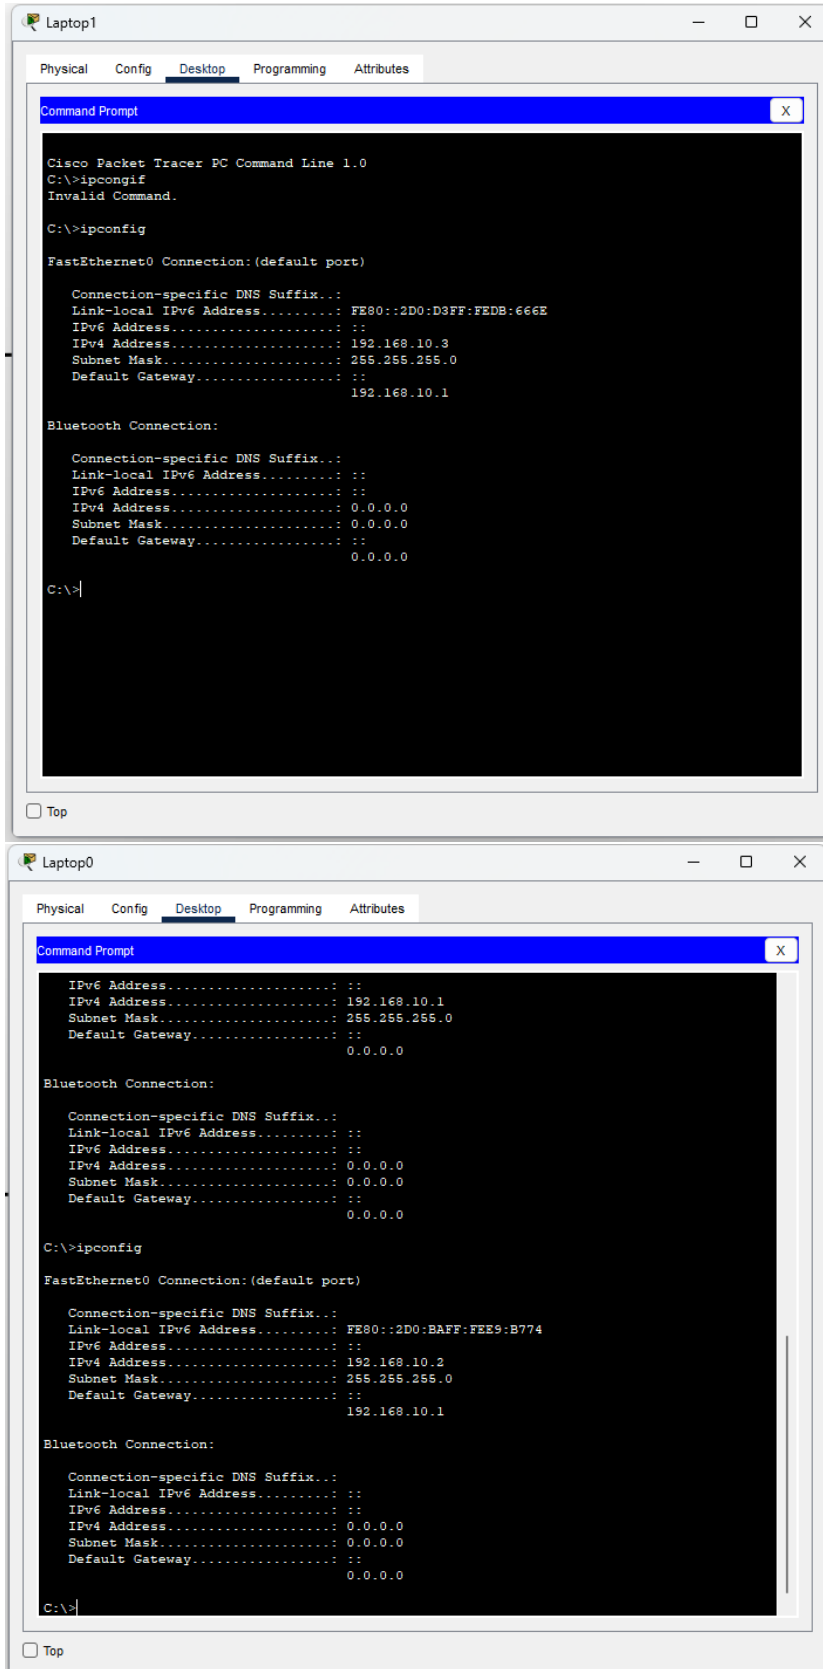 Laptop1
Physical Config Desktop Programming Attributes
Command Prompt
X
Cisco Packet Tracer PC Command Line 1.0
C:\>ipcongif
Invalid Command.
C:\>ipconfig
FastEthernet0 Connection:(default port)
Connection-specific DNS Suffix..:
Link-local IPv6 Address.........: FE80::2D0:D3FF:FEDB:666E
IPv6 Address....................: ::
IPv4 Address....................: 192.168.10.3
Subnet Mask.....................: 255.255.255.0
Default Gateway.................: ::
192.168.10.1
Bluetooth Connection:
Connection-specific DNS Suffix..:
Link-local IPv6 Address.........: ::
IPv6 Address....................: ::
IPv4 Address....................: 0.0.0.0
Subnet Mask.....................: 0.0.0.0
Default Gateway.................: ::
0.0.0.0
C:\>
Top
Laptop0
Physical Config Desktop Programming Attributes
Command Prompt
X
IPv6 Address....................: ::
IPv4 Address....................: 192.168.10.1
Subnet Mask.....................: 255.255.255.0
Default Gateway.................: ::
0.0.0.0
Bluetooth Connection:
Connection-specific DNS Suffix..:
Link-local IPv6 Address.........: ::
IPv6 Address....................: ::
IPv4 Address....................: 0.0.0.0
Subnet Mask.....................: 0.0.0.0
Default Gateway.................: ::
0.0.0.0
C:\>ipconfig
FastEthernet0 Connection:(default port)
Connection-specific DNS Suffix..:
Link-local IPv6 Address.........: FE80::2D0:BAFF:FEE9:B774
IPv6 Address....................: ::
IPv4 Address....................: 192.168.10.2
Subnet Mask.....................: 255.255.255.0
Default Gateway.................: ::
192.168.10.1
Bluetooth Connection:
Connection-specific DNS Suffix..:
Link-local IPv6 Address.........: ::
IPv6 Address....................: ::
IPv4 Address....................: 0.0.0.0
Subnet Mask.....................: 0.0.0.0
Default Gateway.................: ::
0.0.0.0
C:\>
Top